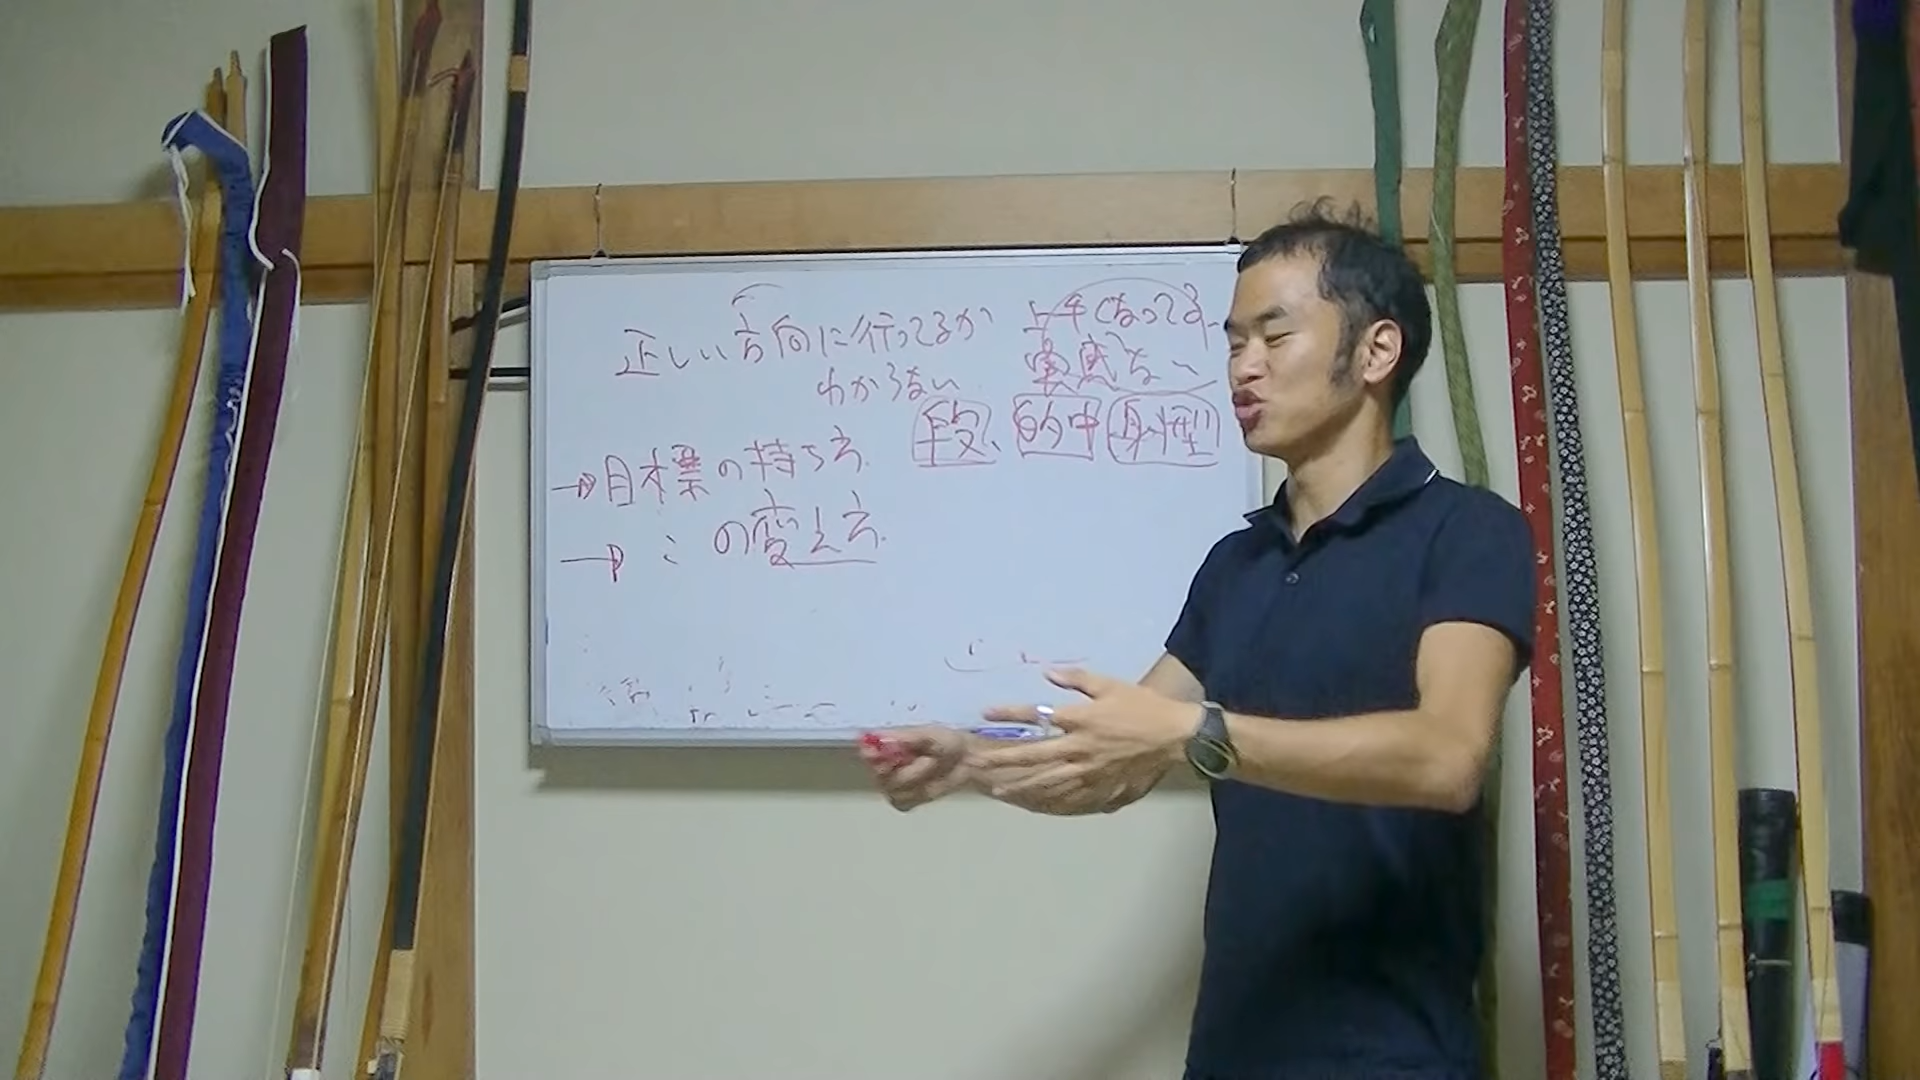 正しい方向に行ってるか
わからない
上手くなってる
実感ない
段、的中 射型
→目標の持ち方.
→〃の変え方.